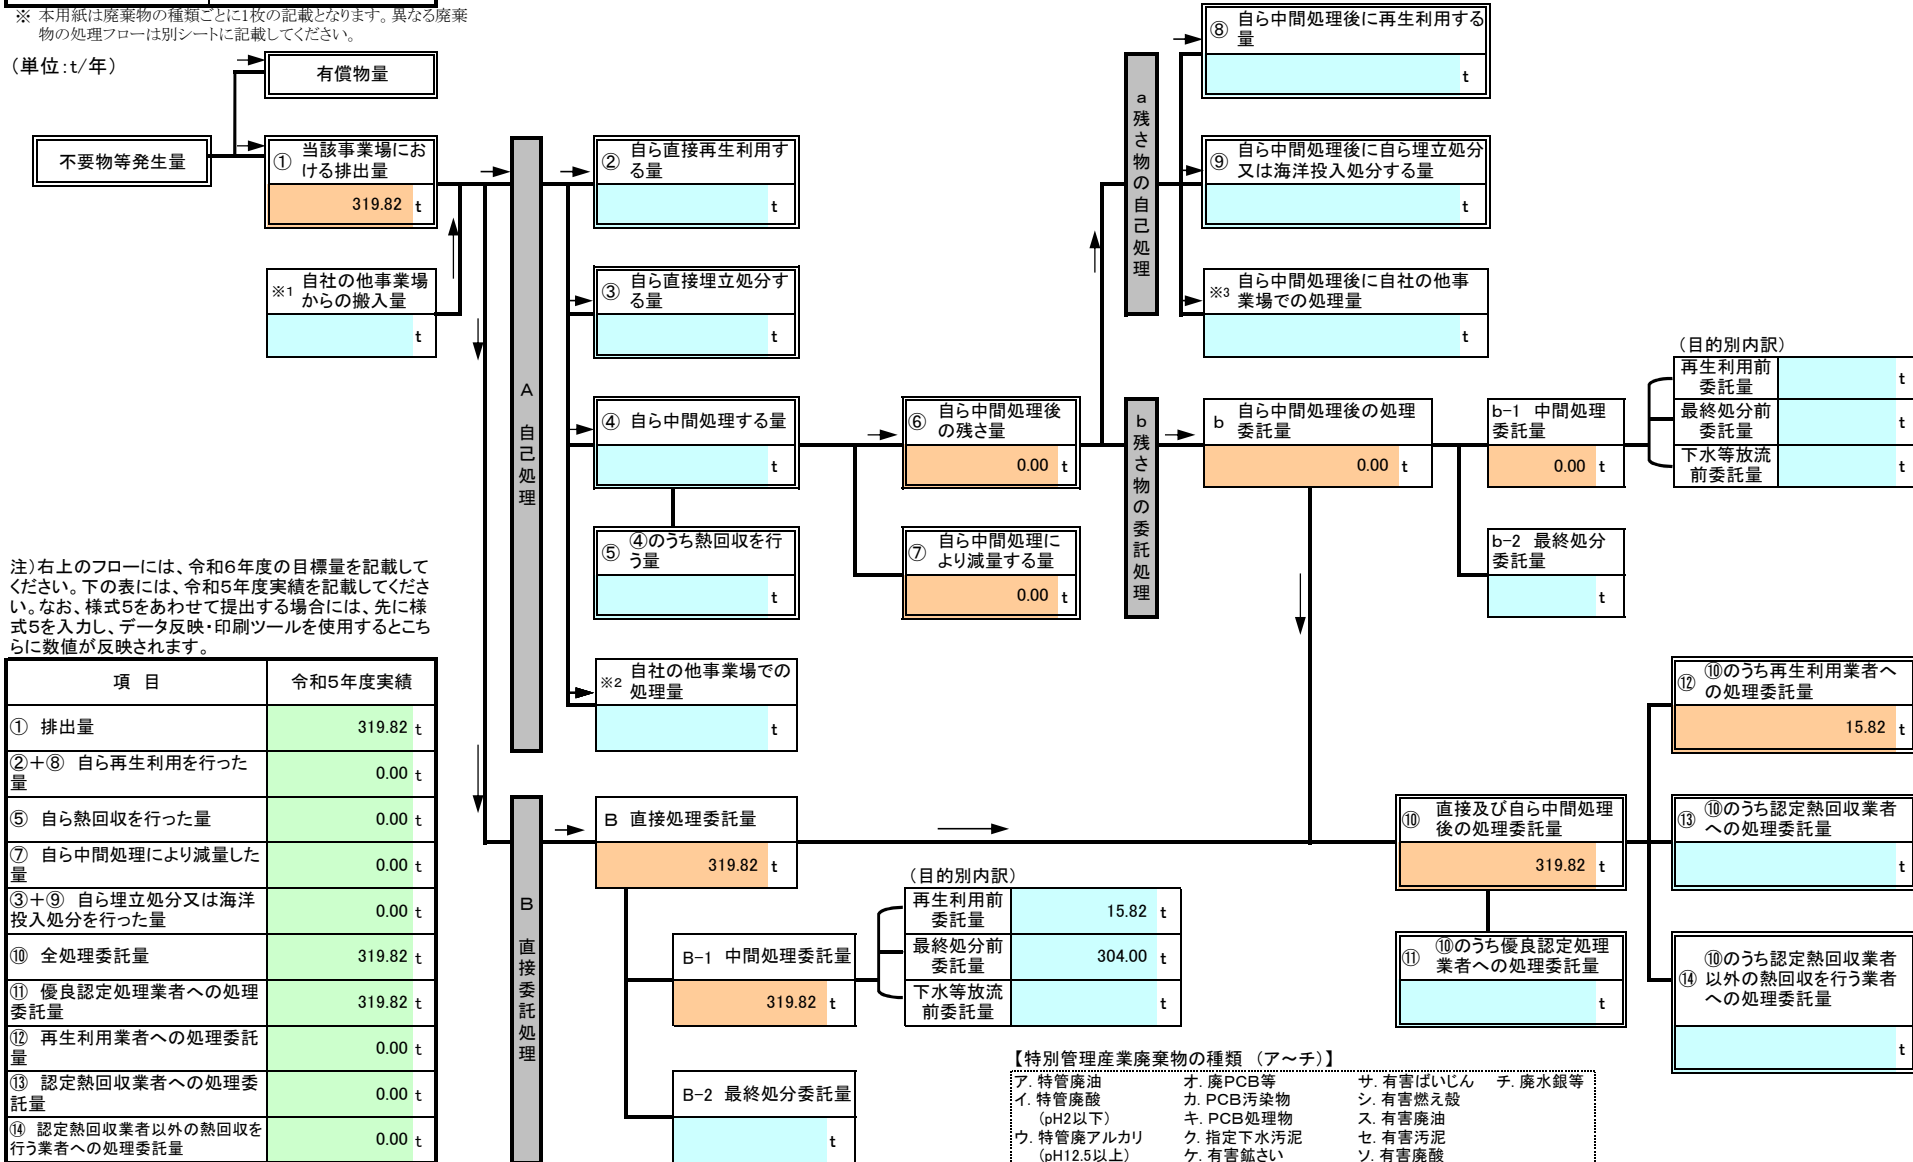 ※ 本用紙は廃棄物の種類ごとに1枚の記載となります。異なる廃棄
物の処理フローは別シートに記載してください。
（単位：t/年）
有償物量
不要物等発生量
① 当該事業場にお
ける排出量
319.82 t
※1 自社の他事業場
からの搬入量
t
A 自己処理
② 自ら直接再生利用す
る量
t
③ 自ら直接埋立処分す
る量
t
④ 自ら中間処理する量
t
⑤ ④のうち熱回収を行
う量
t
※2 自社の他事業場での
処理量
t
⑥ 自ら中間処理後
の残さ量
0.00 t
⑦ 自ら中間処理に
より減量する量
0.00 t
a 残さ物の自己処理
⑧ 自ら中間処理後に再生利用する
量
t
⑨ 自ら中間処理後に自ら埋立処分
又は海洋投入処分する量
t
※3 自ら中間処理後に自社の他事
業場での処理量
t
b 残さ物の委託処理
b 自ら中間処理後の処理
委託量
0.00 t
b-1 中間処理
委託量
0.00 t
b-2 最終処分
委託量
t
（目的別内訳）
再生利用前
委託量
t
最終処分前
委託量
t
下水等放流
前委託量
t
注）右上のフローには、令和6年度の目標量を記載して
ください。下の表には、令和5年度実績を記載してくださ
い。なお、様式5をあわせて提出する場合には、先に様
式5を入力し、データ反映・印刷ツールを使用するとこち
らに数値が反映されます。
項 目 令和5年度実績
① 排出量 319.82 t
②＋⑧ 自ら再生利用を行った
量 0.00 t
⑤ 自ら熱回収を行った量 0.00 t
⑦ 自ら中間処理により減量した
量 0.00 t
③＋⑨ 自ら埋立処分又は海洋
投入処分を行った量 0.00 t
⑩ 全処理委託量 319.82 t
⑪ 優良認定処理業者への処理
委託量 319.82 t
⑫ 再生利用業者への処理委託
量 0.00 t
⑬ 認定熱回収業者への処理委
託量 0.00 t
⑭ 認定熱回収業者以外の熱回収を
行う業者への処理委託量 0.00 t
B 直接委託処理
B 直接処理委託量
319.82 t
B-1 中間処理委託量
319.82 t
B-2 最終処分委託量
t
（目的別内訳）
再生利用前
委託量
15.82 t
最終処分前
委託量
304.00 t
下水等放流
前委託量
t
⑩ 直接及び自ら中間処理
後の処理委託量
319.82 t
⑪ ⑩のうち優良認定処理
業者への処理委託量
t
⑫ ⑩のうち再生利用業者へ
の処理委託量
15.82 t
⑬ ⑩のうち認定熱回収業者
への処理委託量
t
⑭ ⑩のうち認定熱回収業者
以外の熱回収を行う業者
への処理委託量
t
【特別管理産業廃棄物の種類 （ア～チ）】
ア. 特管廃油 オ. 廃PCB等 サ. 有害ばいじん チ. 廃水銀等
イ. 特管廃酸 カ. PCB汚染物 シ. 有害燃え殻
（pH2以下） キ. PCB処理物 ス. 有害廃油
ウ. 特管廃アルカリ ク. 指定下水汚泥 セ. 有害汚泥
（pH12.5以上） ケ. 有害鉱さい ソ. 有害廃酸